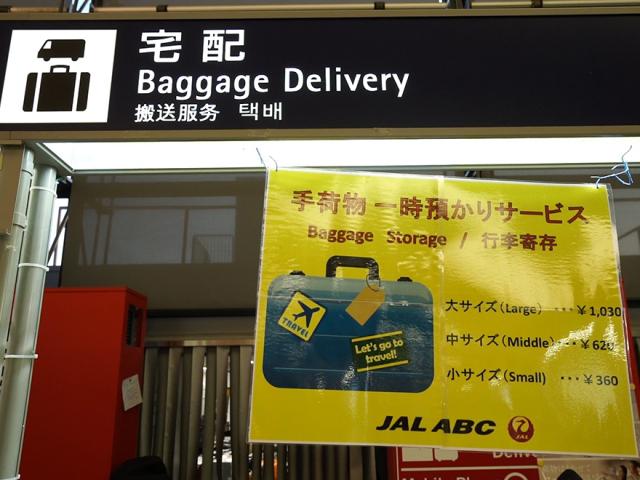 宅配
Baggage Delivery
搬送服务 택배
手荷物 一時預かりサービス
Baggage Storage / 行李寄存
大サイズ(Large) ・・・¥1,030
中サイズ(Middle) ・・・¥620
小サイズ(Small) ・・・¥360
TRAVEL
Let's go to
travel!
JAL ABC JAL